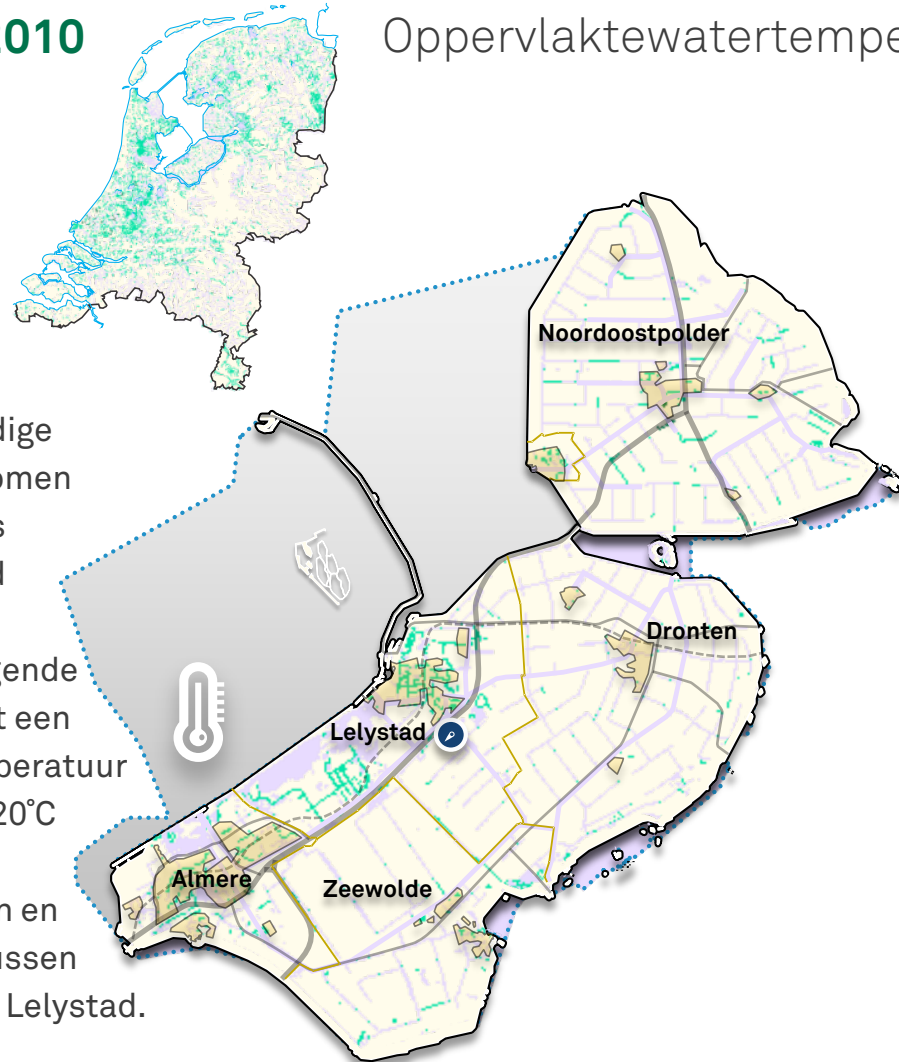 2010
Oppervlaktewatertempe
Noordoostpolder
Dronten
Lelystad
Almere
Zeewolde
dige
omen
s
d
gende
t een
peratuur
20°C
n en
ussen
Lelystad.